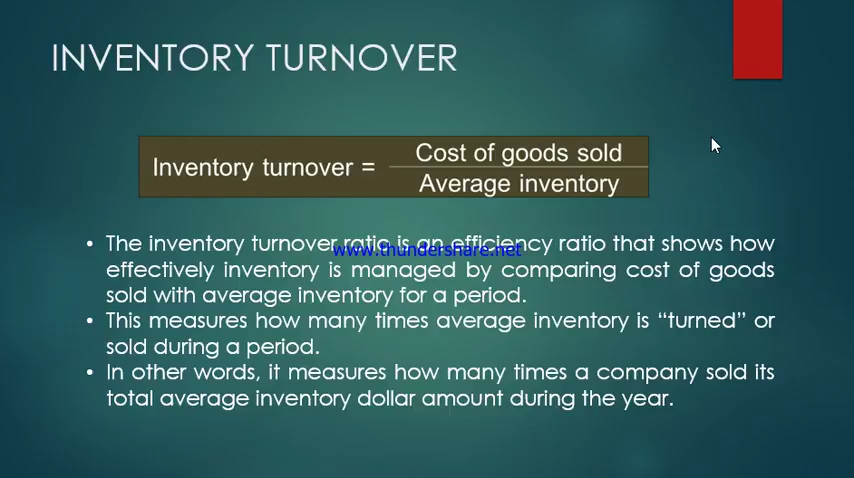 INVENTORY TURNOVER
Inventory turnover = Cost of goods sold
Average inventory
• The inventory turnover ratio is an efficiency ratio that shows how
www.thundershare.net
effectively inventory is managed by comparing cost of goods
sold with average inventory for a period.
• This measures how many times average inventory is “turned” or
sold during a period.
• In other words, it measures how many times a company sold its
total average inventory dollar amount during the year.